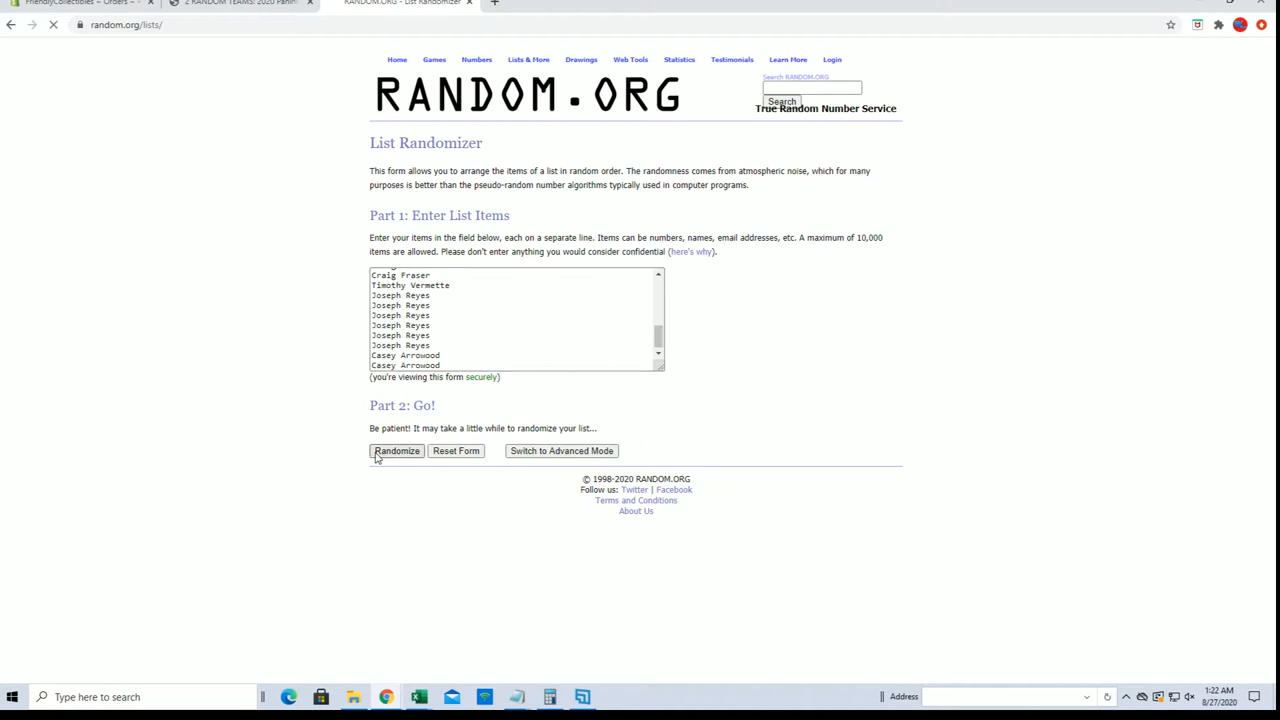 FriendlyCollectibles ~ Orders ~
2 RANDOM TEAMS: 2020 Panini
RANDOM.ORG - List Randomizer
random.org/lists/
Home Games Numbers Lists & More Drawings Web Tools Statistics Testimonials Learn More Login
RANDOM.ORG
Search RANDOM.ORG
Search
True Random Number Service
List Randomizer
This form allows you to arrange the items of a list in random order. The randomness comes from atmospheric noise, which for many
purposes is better than the pseudo-random number algorithms typically used in computer programs.
Part 1: Enter List Items
Enter your items in the field below, each on a separate line. Items can be numbers, names, email addresses, etc. A maximum of 10,000
items are allowed. Please don't enter anything you would consider confidential (here's why).
Craig Fraser
Timothy Vermette
Joseph Reyes
Joseph Reyes
Joseph Reyes
Joseph Reyes
Joseph Reyes
Joseph Reyes
Casey Arrowood
Casey Arrowood
(you're viewing this form securely)
Part 2: Go!
Be patient! It may take a little while to randomize your list...
Randomize Reset Form Switch to Advanced Mode
© 1998-2020 RANDOM.ORG
Follow us: Twitter | Facebook
Terms and Conditions
About Us
Type here to search
Address
1:22 AM
8/27/2020